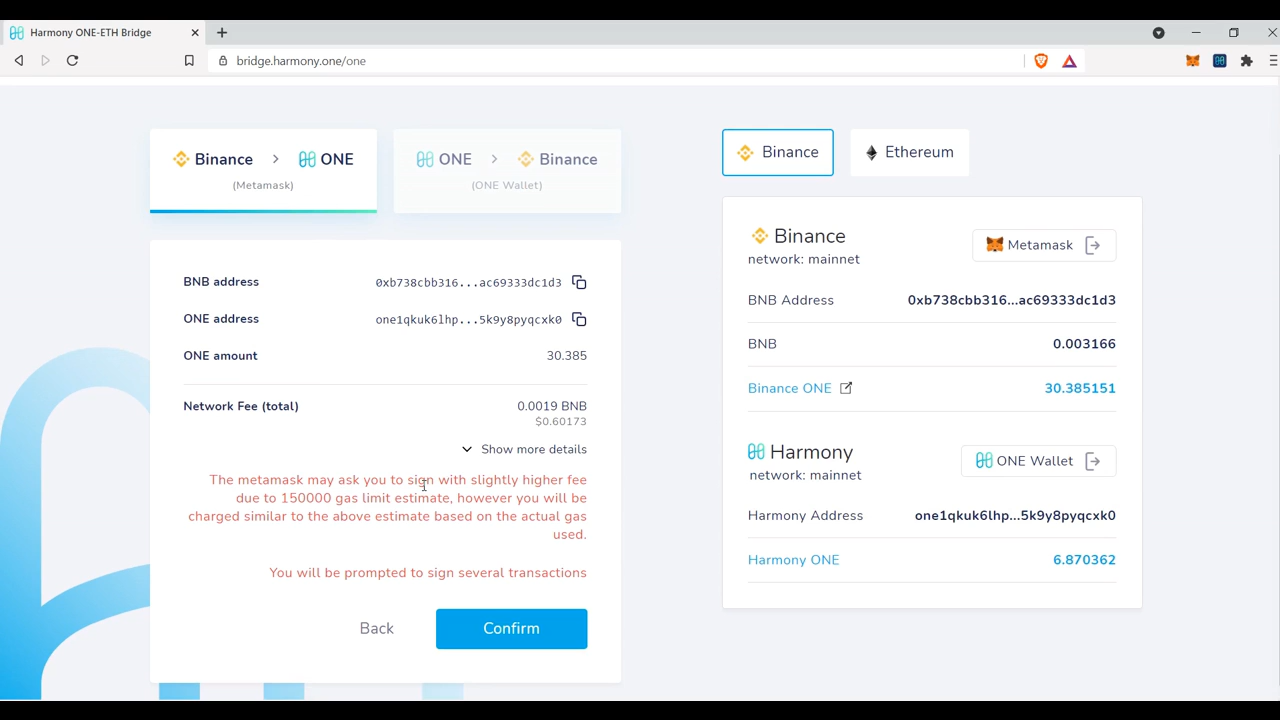 Harmony ONE-ETH Bridge
bridge.harmony.one/one
Binance > ONE
(Metamask)
ONE > Binance
(ONE Wallet)
BNB address 0xb738cbb316...ac69333dc1d3
ONE address one1qkuk6lhp...5k9y8pyqcxk0
ONE amount 30.385
Network Fee (total) 0.0019 BNB
$0.60173
Show more details
The metamask may ask you to sign with slightly higher fee
due to 150000 gas limit estimate, however you will be
charged similar to the above estimate based on the actual gas
used.
You will be prompted to sign several transactions
Back Confirm
Binance Ethereum
Binance
network: mainnet
Metamask
BNB Address 0xb738cbb316...ac69333dc1d3
BNB 0.003166
Binance ONE 30.385151
Harmony
network: mainnet
ONE Wallet
Harmony Address one1qkuk6lhp...5k9y8pyqcxk0
Harmony ONE 6.870362